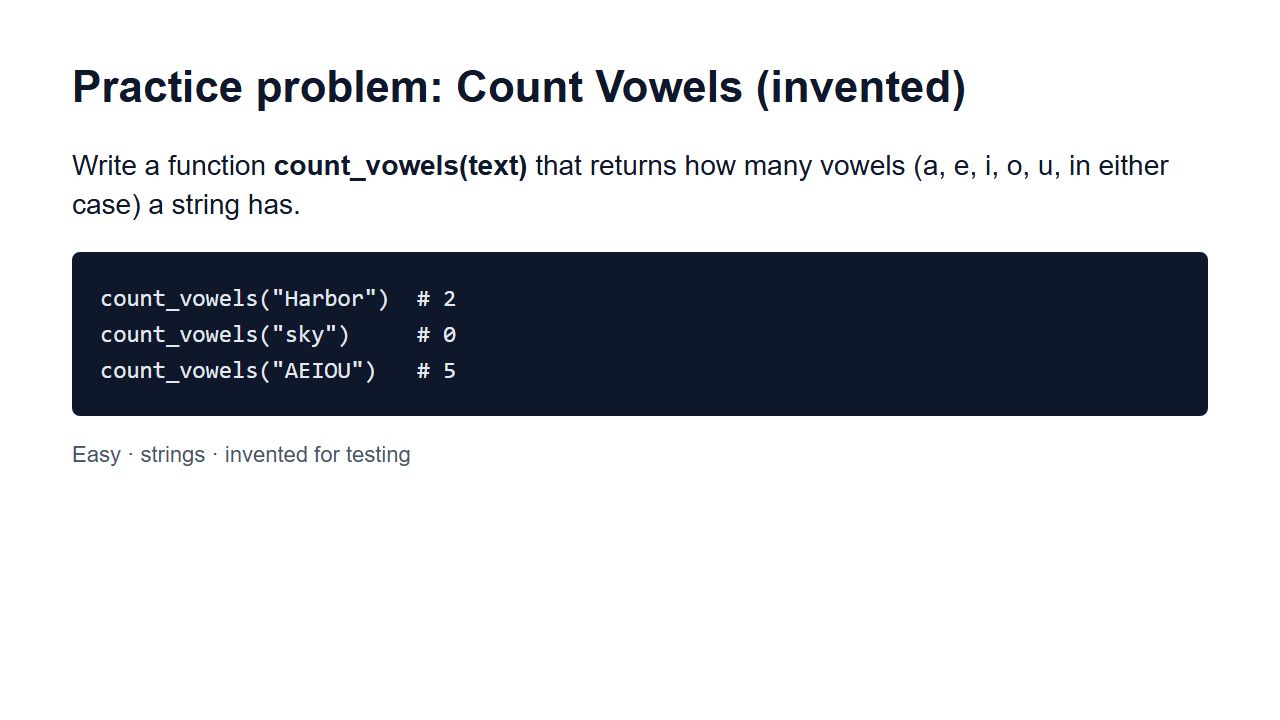 Practice problem: Count Vowels (invented)
Write a function count_vowels(text) that returns how many vowels (a, e, i, o, u, in either
case) a string has.
count_vowels("Harbor")  # 2
count_vowels("sky")     # 0
count_vowels("AEIOU")   # 5
Easy · strings · invented for testing